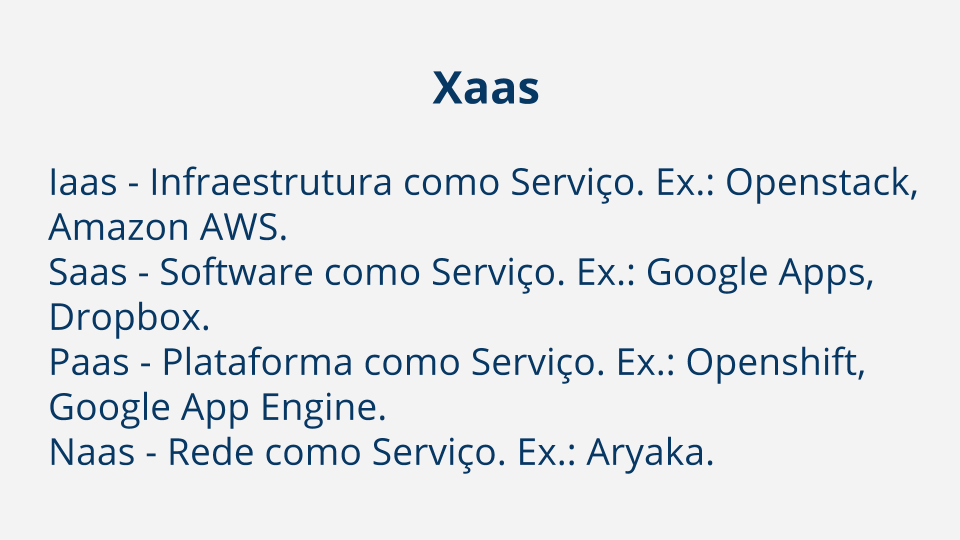 Xaas
Iaas - Infraestrutura como Serviço. Ex.: Openstack,
Amazon AWS.
Saas - Software como Serviço. Ex.: Google Apps,
Dropbox.
Paas - Plataforma como Serviço. Ex.: Openshift,
Google App Engine.
Naas - Rede como Serviço. Ex.: Aryaka.